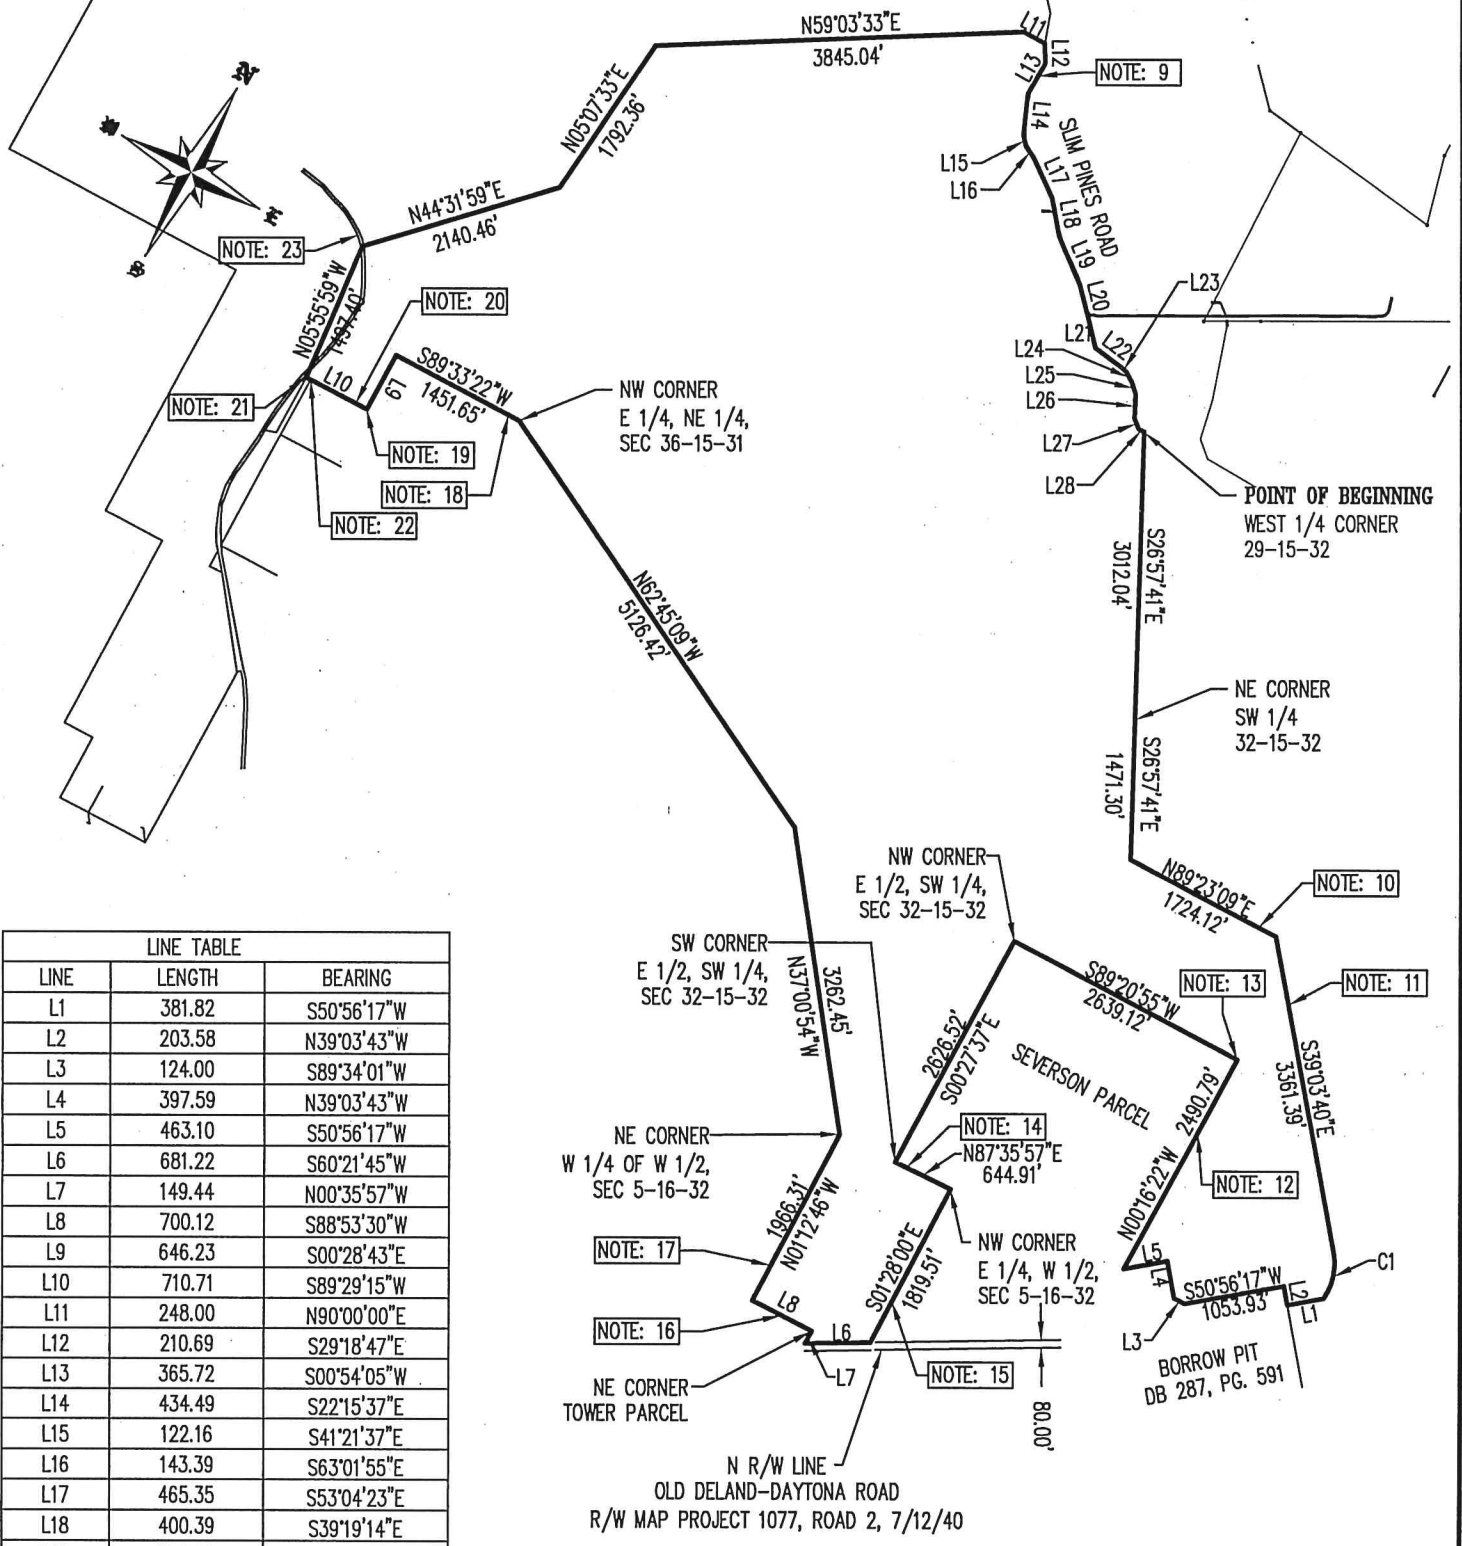 N59°03'33"E
3845.04'
L11
L12
L13
NOTE: 9
L14
SLIM PINES ROAD
L15
L16
L17
L18
L19
L20
L21
L22
L23
L24
L25
L26
L27
L28
N
E
S
N05°07'33"E
1792.36'
N44°31'59"E
2140.46'
NOTE: 23
N05°55'59"W
1497.40'
NOTE: 20
L10
L9
S89°33'22"W
1451.65'
NOTE: 21
NOTE: 19
NOTE: 18
NOTE: 22
NW CORNER
E 1/4, NE 1/4,
SEC 36-15-31
POINT OF BEGINNING
WEST 1/4 CORNER
29-15-32
S26°57'41"E
3012.04'
N62°45'09"W
5126.42'
NE CORNER
SW 1/4
32-15-32
S26°57'41"E
1471.30'
N89°23'09"E
1724.12'
NOTE: 10
NW CORNER
E 1/2, SW 1/4,
SEC 32-15-32
SW CORNER
E 1/2, SW 1/4,
SEC 32-15-32
3262.45'
N37°00'54"W
S89°20'55"W
2639.12'
NOTE: 13
NOTE: 11
2626.52'
S00°27'37"E
SEVERSON PARCEL
S39°03'40"E
3361.39'
2490.79'
N00°16'22"W
NOTE: 14
N87°35'57"E
644.91'
NOTE: 12
NE CORNER
W 1/4 OF W 1/2,
SEC 5-16-32
1966.31'
N01°12'46"W
NOTE: 17
S01°28'00"E
1819.51'
NW CORNER
E 1/4, W 1/2,
SEC 5-16-32
L5
L4
S50°56'17"W
1053.93'
L2
L1
C1
L3
BORROW PIT
DB 287, PG. 591
L8
NOTE: 16
L6
L7
NE CORNER
TOWER PARCEL
NOTE: 15
80.00'
N R/W LINE
OLD DELAND-DAYTONA ROAD
R/W MAP PROJECT 1077, ROAD 2, 7/12/40
LINE TABLE
LINE LENGTH BEARING
L1 381.82 S50°56'17"W
L2 203.58 N39°03'43"W
L3 124.00 S89°34'01"W
L4 397.59 N39°03'43"W
L5 463.10 S50°56'17"W
L6 681.22 S60°21'45"W
L7 149.44 N00°35'57"W
L8 700.12 S88°53'30"W
L9 646.23 S00°28'43"E
L10 710.71 S89°29'15"W
L11 248.00 N90°00'00"E
L12 210.69 S29°18'47"E
L13 365.72 S00°54'05"W
L14 434.49 S22°15'37"E
L15 122.16 S41°21'37"E
L16 143.39 S63°01'55"E
L17 465.35 S53°04'23"E
L18 400.39 S39°19'14"E